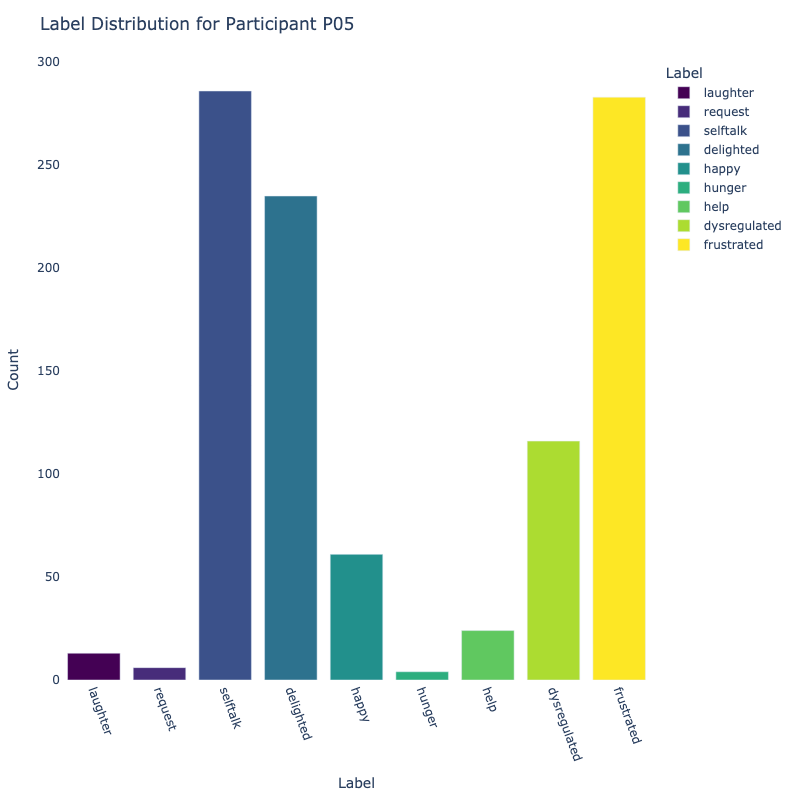 Label Distribution for Participant P05
300
250
200
150
100
50
0
Count
laughter
request
selftalk
delighted
happy
hunger
help
dysregulated
frustrated
Label
Label
laughter
request
selftalk
delighted
happy
hunger
help
dysregulated
frustrated